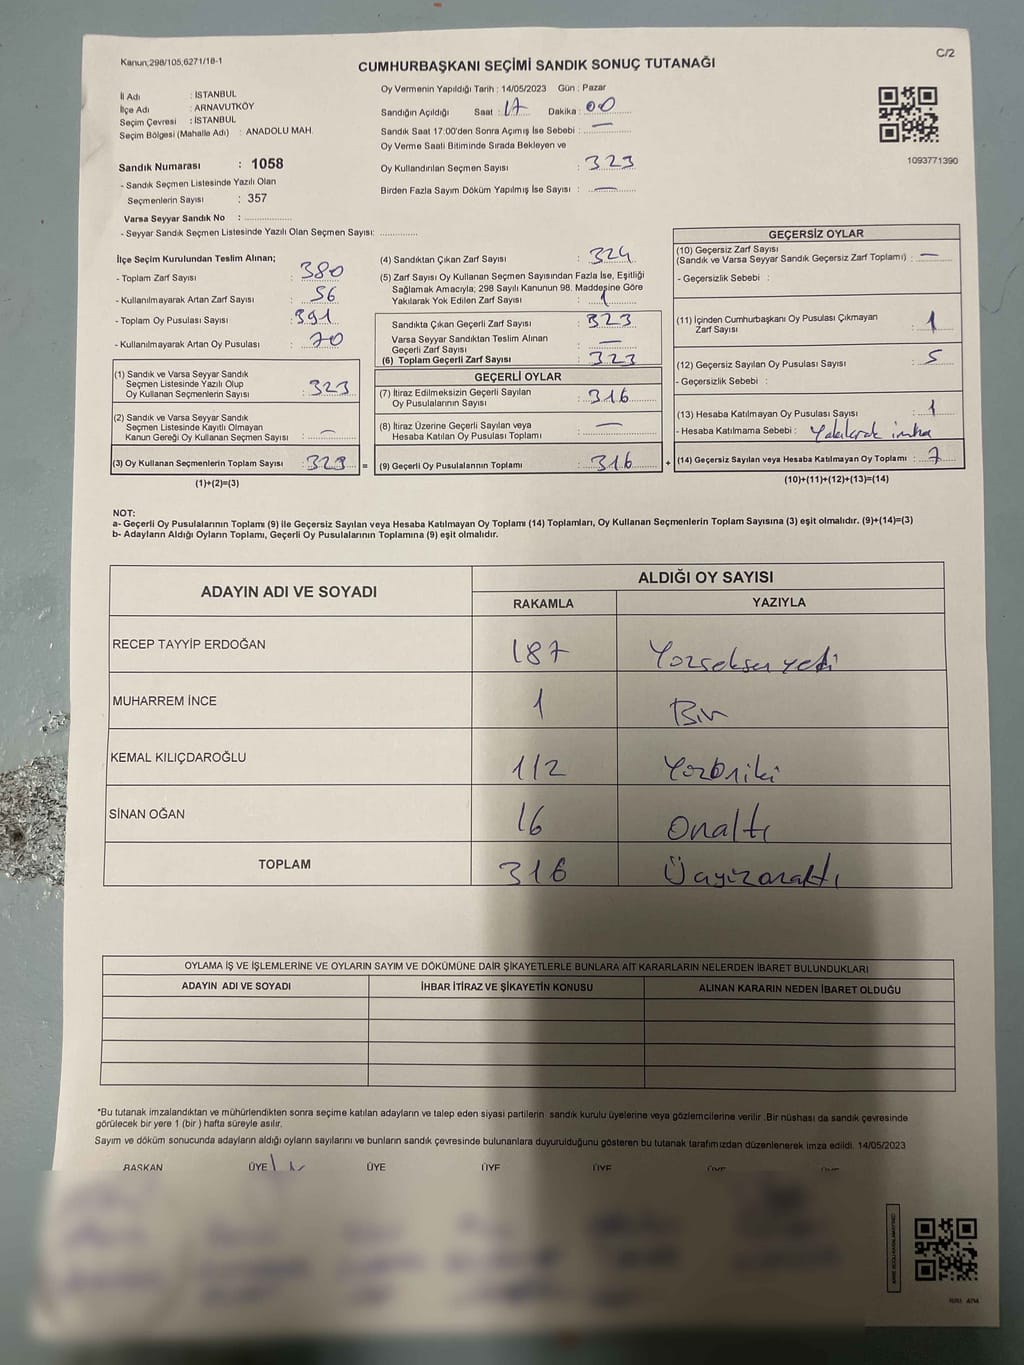 Kanun;298/105,6271/18-1
C/2
CUMHURBAŞKANI SEÇİMİ SANDIK SONUÇ TUTANAĞI
İl Adı : İSTANBUL
İlçe Adı : ARNAVUTKÖY
Seçim Çevresi : İSTANBUL
Seçim Bölgesi (Mahalle Adı) : ANADOLU MAH.
Sandık Numarası : 1058
- Sandık Seçmen Listesinde Yazılı Olan
Seçmenlerin Sayısı : 357
Varsa Seyyar Sandık No :
- Seyyar Sandık Seçmen Listesinde Yazılı Olan Seçmen Sayısı:
Oy Vermenin Yapıldığı Tarih : 14/05/2023 Gün : Pazar
Sandığın Açıldığı Saat : 17 Dakika : 00
Sandık Saat 17:00'den Sonra Açımış İse Sebebi : —
Oy Verme Saati Bitiminde Sırada Bekleyen ve
Oy Kullandırılan Seçmen Sayısı : 323
Birden Fazla Sayım Döküm Yapılmış İse Sayısı : —
1093771390
İlçe Seçim Kurulundan Teslim Alınan;
- Toplam Zarf Sayısı : 380
- Kullanılmayarak Artan Zarf Sayısı : 56
- Toplam Oy Pusulası Sayısı : 391
- Kullanılmayarak Artan Oy Pusulası : 70
(1) Sandık ve Varsa Seyyar Sandık
Seçmen Listesinde Yazılı Olup
Oy Kullanan Seçmenlerin Sayısı : 323
(2) Sandık ve Varsa Seyyar Sandık
Seçmen Listesinde Kayıtlı Olmayan
Kanun Gereği Oy Kullanan Seçmen Sayısı : —
(3) Oy Kullanan Seçmenlerin Toplam Sayısı : 323 =
(1)+(2)=(3)
(4) Sandıktan Çıkan Zarf Sayısı : 324
(5) Zarf Sayısı Oy Kullanan Seçmen Sayısından Fazla İse, Eşitliği
Sağlamak Amacıyla; 298 Sayılı Kanunun 98. Maddesine Göre
Yakılarak Yok Edilen Zarf Sayısı : 1
Sandıkta Çıkan Geçerli Zarf Sayısı : 323
Varsa Seyyar Sandıktan Teslim Alınan
Geçerli Zarf Sayısı : —
(6) Toplam Geçerli Zarf Sayısı : 323
GEÇERLİ OYLAR
(7) İtiraz Edilmeksizin Geçerli Sayılan
Oy Pusulalarının Sayısı : 316
(8) İtiraz Üzerine Geçerli Sayılan veya
Hesaba Katılan Oy Pusulası Toplamı : —
(9) Geçerli Oy Pusulalarının Toplamı : 316 +
GEÇERSİZ OYLAR
(10) Geçersiz Zarf Sayısı
(Sandık ve Varsa Seyyar Sandık Geçersiz Zarf Toplamı) : —
- Geçersizlik Sebebi :
(11) İçinden Cumhurbaşkanı Oy Pusulası Çıkmayan
Zarf Sayısı : 1
(12) Geçersiz Sayılan Oy Pusulası Sayısı : 5
- Geçersizlik Sebebi :
(13) Hesaba Katılmayan Oy Pusulası Sayısı : 1
- Hesaba Katılmama Sebebi : Yakılarak imha
(14) Geçersiz Sayılan veya Hesaba Katılmayan Oy Toplamı : 7
(10)+(11)+(12)+(13)=(14)
NOT:
a- Geçerli Oy Pusulalarının Toplamı (9) ile Geçersiz Sayılan veya Hesaba Katılmayan Oy Toplamı (14) Toplamları, Oy Kullanan Seçmenlerin Toplam Sayısına (3) eşit olmalıdır. (9)+(14)=(3)
b- Adayların Aldığı Oyların Toplamı, Geçerli Oy Pusulalarının Toplamına (9) eşit olmalıdır.
ADAYIN ADI VE SOYADI
ALDIĞI OY SAYISI
RAKAMLA YAZIYLA
RECEP TAYYİP ERDOĞAN 187 Yüzseksenyedi
MUHARREM İNCE 1 Bir
KEMAL KILIÇDAROĞLU 112 Yüzoniki
SİNAN OĞAN 16 Onaltı
TOPLAM 316 Üçyüzonaltı
OYLAMA İŞ VE İŞLEMLERİNE VE OYLARIN SAYIM VE DÖKÜMÜNE DAİR ŞİKAYETLERLE BUNLARA AİT KARARLARIN NELERDEN İBARET BULUNDUKLARI
ADAYIN ADI VE SOYADI İHBAR İTİRAZ VE ŞİKAYETİN KONUSU ALINAN KARARIN NEDEN İBARET OLDUĞU
*Bu tutanak imzalandıktan ve mühürlendikten sonra seçime katılan adayların ve talep eden siyasi partilerin sandık kurulu üyelerine veya gözlemcilerine verilir .Bir nüshası da sandık çevresinde
görülecek bir yere 1 (bir ) hafta süreyle asılır.
Sayım ve döküm sonucunda adayların aldığı oyların sayılarını ve bunların sandık çevresinde bulunanlara duyurulduğunu gösteren bu tutanak tarafımızdan düzenlenerek imza edildi. 14/05/2023
BAŞKAN ÜYE ÜYE ÜYE ÜYE ÜYE ÜYE